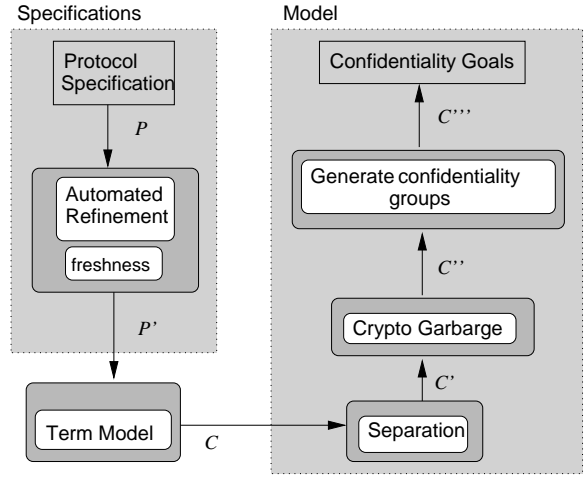 Specifications
Protocol
Specification
P
Automated
Refinement
freshness
P'
Term Model
C
Model
Confidentiality Goals
C'''
Generate confidentiality
groups
C''
Crypto Garbarge
C'
Separation